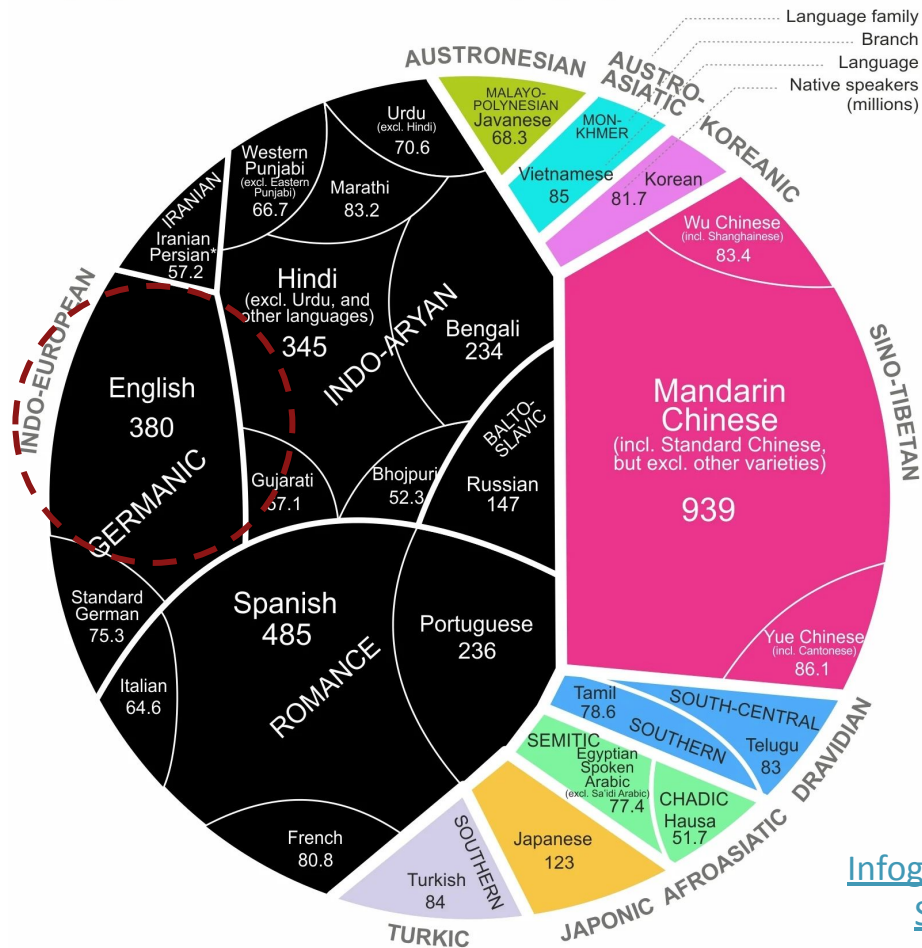 Language family
Branch
Language
Native speakers
(millions)
AUSTRONESIAN
MALAYO-
POLYNESIAN
Javanese
68.3
AUSTRO-
ASIATIC
MON-
KHMER
Vietnamese
85
KOREANIC
Korean
81.7
INDO-EUROPEAN
IRANIAN
Iranian
Persian*
57.2
Western
Punjabi
(excl. Eastern
Punjabi)
66.7
Urdu
(excl. Hindi)
70.6
Marathi
83.2
Hindi
(excl. Urdu, and
other languages)
345
INDO-ARYAN
Bengali
234
Gujarati
57.1
Bhojpuri
52.3
BALTO-
SLAVIC
Russian
147
English
380
GERMANIC
Standard
German
75.3
Spanish
485
ROMANCE
Portuguese
236
Italian
64.6
French
80.8
SINO-TIBETAN
Wu Chinese
(incl. Shanghainese)
83.4
Mandarin
Chinese
(incl. Standard Chinese,
but excl. other varieties)
939
Yue Chinese
(incl. Cantonese)
86.1
DRAVIDIAN
SOUTH-CENTRAL
Telugu
83
SOUTHERN
Tamil
78.6
AFROASIATIC
SEMITIC
Egyptian
Spoken
Arabic
(excl. Sa'idi Arabic)
77.4
CHADIC
Hausa
51.7
JAPONIC
Japanese
123
TURKIC
SOUTHERN
Turkish
84
Infog
S